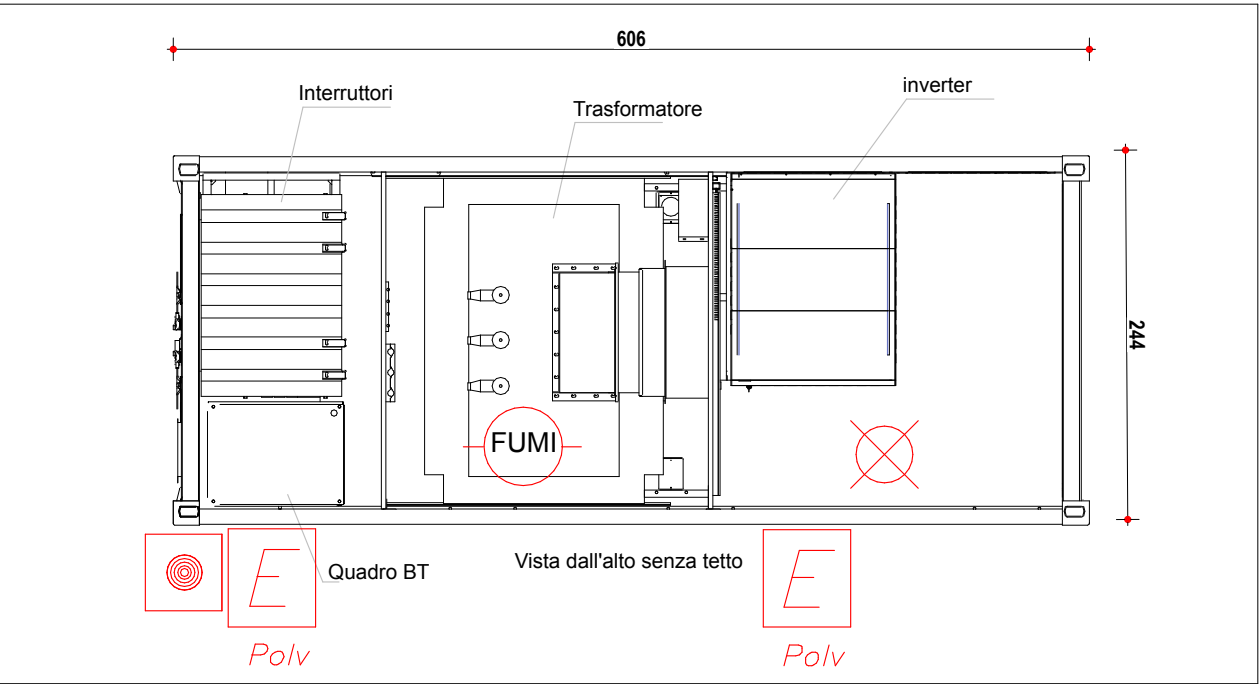 606
Interruttori
Trasformatore
inverter
244
FUMI
E
Quadro BT
Vista dall'alto senza tetto
E
Polv
Polv